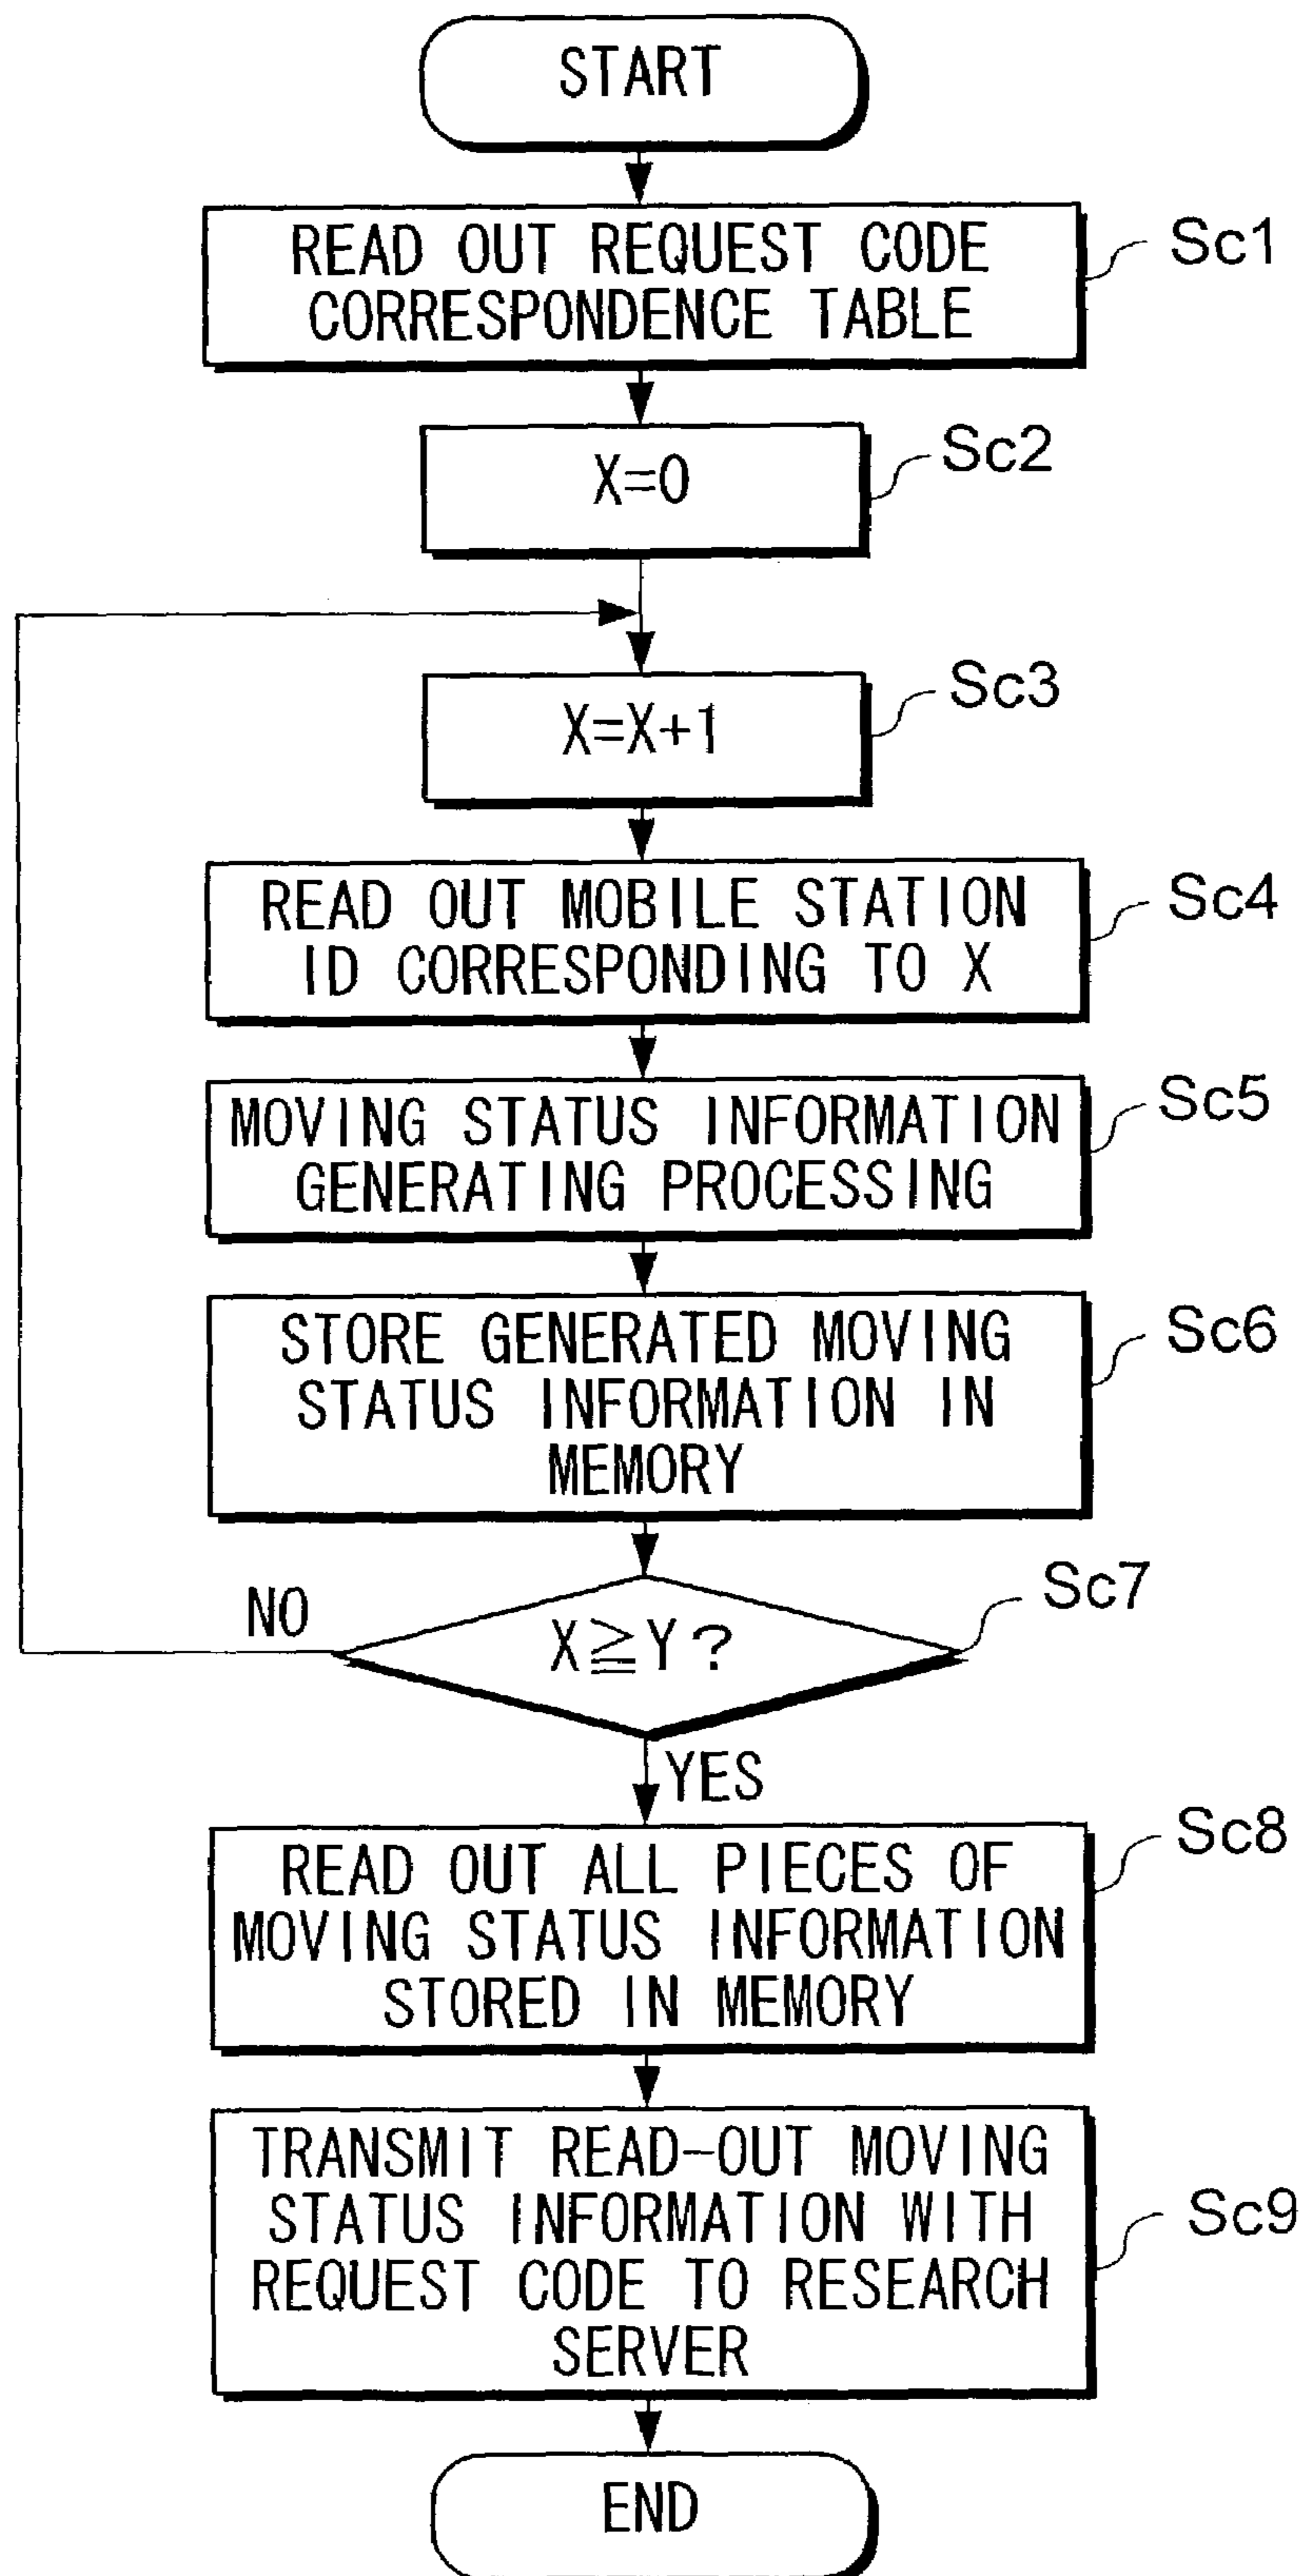 START
READ OUT REQUEST CODE
CORRESPONDENCE TABLE
Sc1
X=0
Sc2
X=X+1
Sc3
READ OUT MOBILE STATION
ID CORRESPONDING TO X
Sc4
MOVING STATUS INFORMATION
GENERATING PROCESSING
Sc5
STORE GENERATED MOVING
STATUS INFORMATION IN
MEMORY
Sc6
NO
X≧Y?
Sc7
YES
READ OUT ALL PIECES OF
MOVING STATUS INFORMATION
STORED IN MEMORY
Sc8
TRANSMIT READ-OUT MOVING
STATUS INFORMATION WITH
REQUEST CODE TO RESEARCH
SERVER
Sc9
END